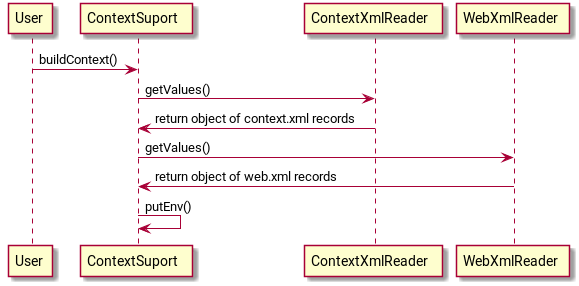 User ContextSuport ContextXmlReader WebXmlReader
buildContext()
getValues()
return object of context.xml records
getValues()
return object of web.xml records
putEnv()
User ContextSuport ContextXmlReader WebXmlReader